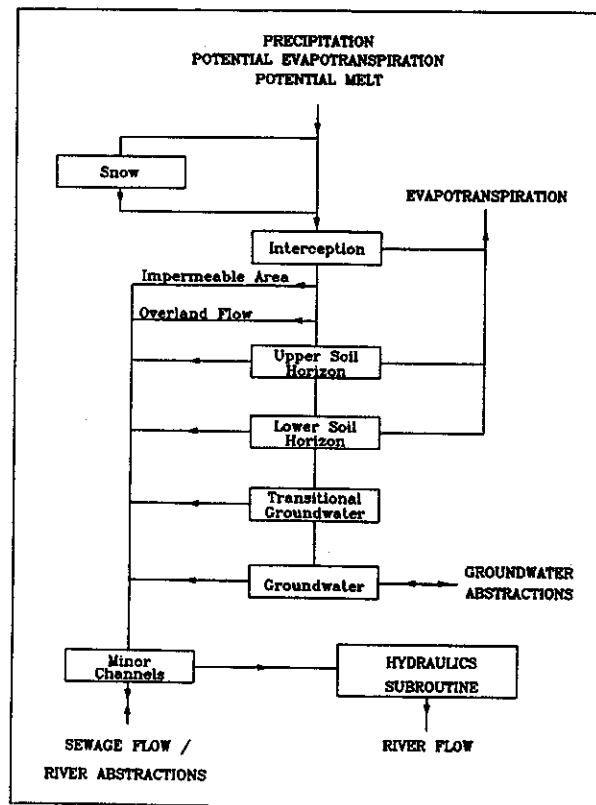 PRECIPITATION
POTENTIAL EVAPOTRANSPIRATION
POTENTIAL MELT
Snow
EVAPOTRANSPIRATION
Interception
Impermeable Area
Overland Flow
Upper Soil
Horizon
Lower Soil
Horizon
Transitional
Groundwater
Groundwater
GROUNDWATER
ABSTRACTIONS
Minor
Channels
HYDRAULICS
SUBROUTINE
SEWAGE FLOW /
RIVER ABSTRACTIONS
RIVER FLOW